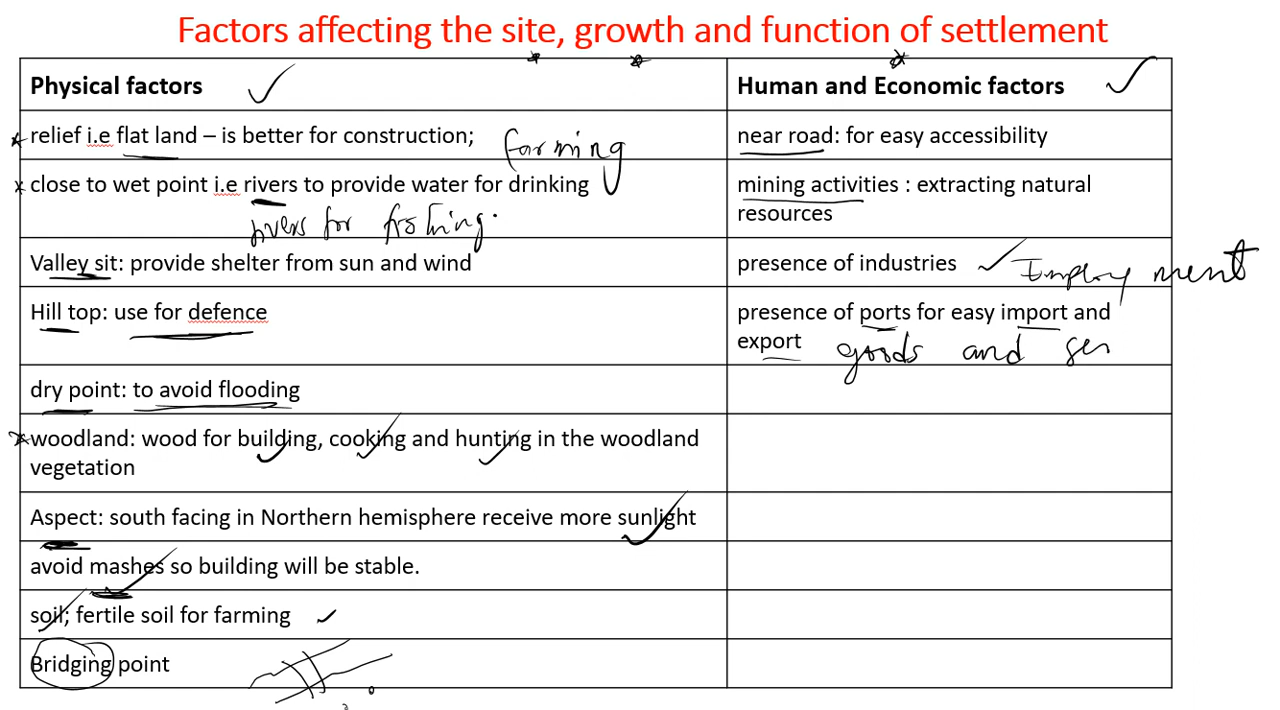 Factors affecting the site, growth and function of settlement
Physical factors
Human and Economic factors
relief i.e flat land – is better for construction; farming
near road: for easy accessibility
close to wet point i.e rivers to provide water for drinking
rivers for fishing.
mining activities : extracting natural
resources
Valley sit: provide shelter from sun and wind
presence of industries Employment
Hill top: use for defence
presence of ports for easy import and
export goods and ser
dry point: to avoid flooding
woodland: wood for building, cooking and hunting in the woodland
vegetation
Aspect: south facing in Northern hemisphere receive more sunlight
avoid mashes so building will be stable.
soil; fertile soil for farming
Bridging point